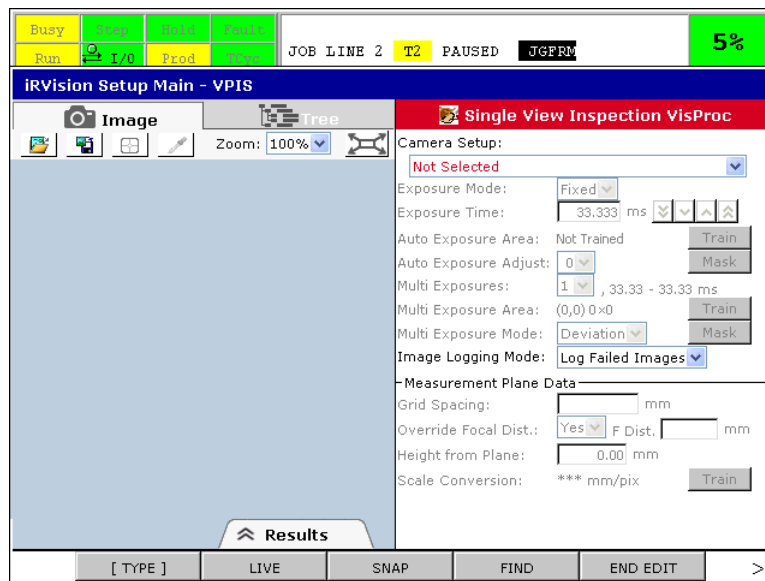 Busy Step Hold Fault
Run I/O Prod TCyc
JOB LINE 2 T2 PAUSED JGFRM
5%
iRVision Setup Main - VPIS
Image Tree
Zoom: 100%
Single View Inspection VisProc
Camera Setup:
Not Selected
Exposure Mode: Fixed
Exposure Time: 33.333 ms
Auto Exposure Area: Not Trained Train
Auto Exposure Adjust: 0 Mask
Multi Exposures: 1 , 33.33 - 33.33 ms
Multi Exposure Area: (0,0) 0×0 Train
Multi Exposure Mode: Deviation Mask
Image Logging Mode: Log Failed Images
Measurement Plane Data
Grid Spacing: mm
Override Focal Dist.: Yes F Dist. mm
Height from Plane: 0.00 mm
Scale Conversion: *** mm/pix Train
Results
[ TYPE ] LIVE SNAP FIND END EDIT >